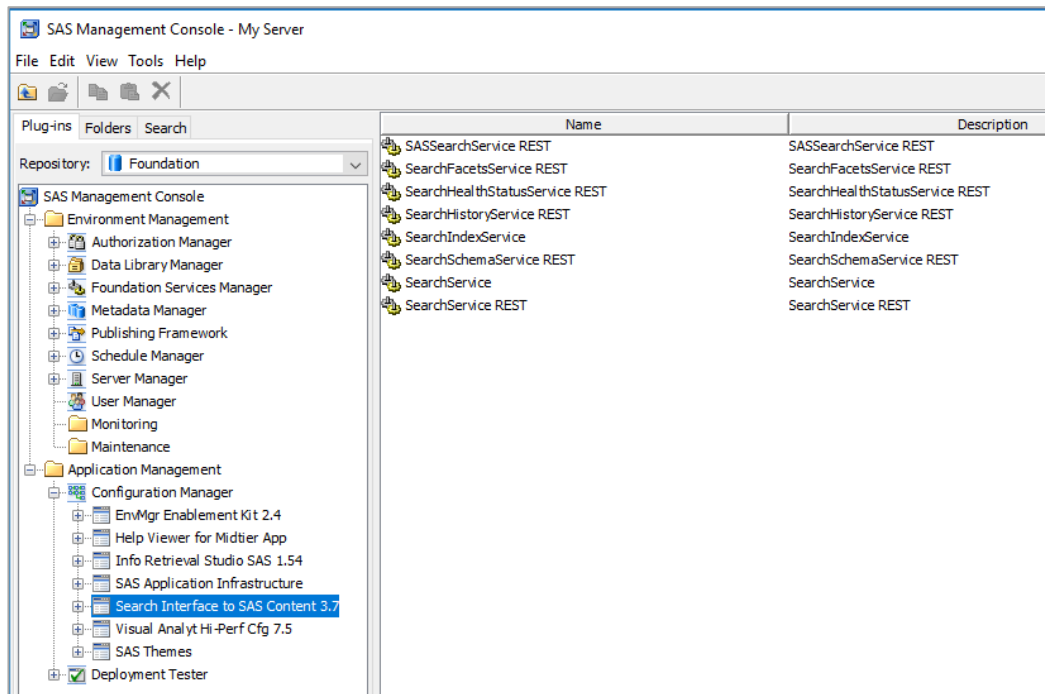 SAS Management Console - My Server
File Edit View Tools Help
Plug-ins Folders Search
Repository: Foundation
SAS Management Console
Environment Management
Authorization Manager
Data Library Manager
Foundation Services Manager
Metadata Manager
Publishing Framework
Schedule Manager
Server Manager
User Manager
Monitoring
Maintenance
Application Management
Configuration Manager
EnvMgr Enablement Kit 2.4
Help Viewer for Midtier App
Info Retrieval Studio SAS 1.54
SAS Application Infrastructure
Search Interface to SAS Content 3.7
Visual Analyt Hi-Perf Cfg 7.5
SAS Themes
Deployment Tester
Name Description
SASSearchService REST SASSearchService REST
SearchFacetsService REST SearchFacetsService REST
SearchHealthStatusService REST SearchHealthStatusService REST
SearchHistoryService REST SearchHistoryService REST
SearchIndexService SearchIndexService
SearchSchemaService REST SearchSchemaService REST
SearchService SearchService
SearchService REST SearchService REST